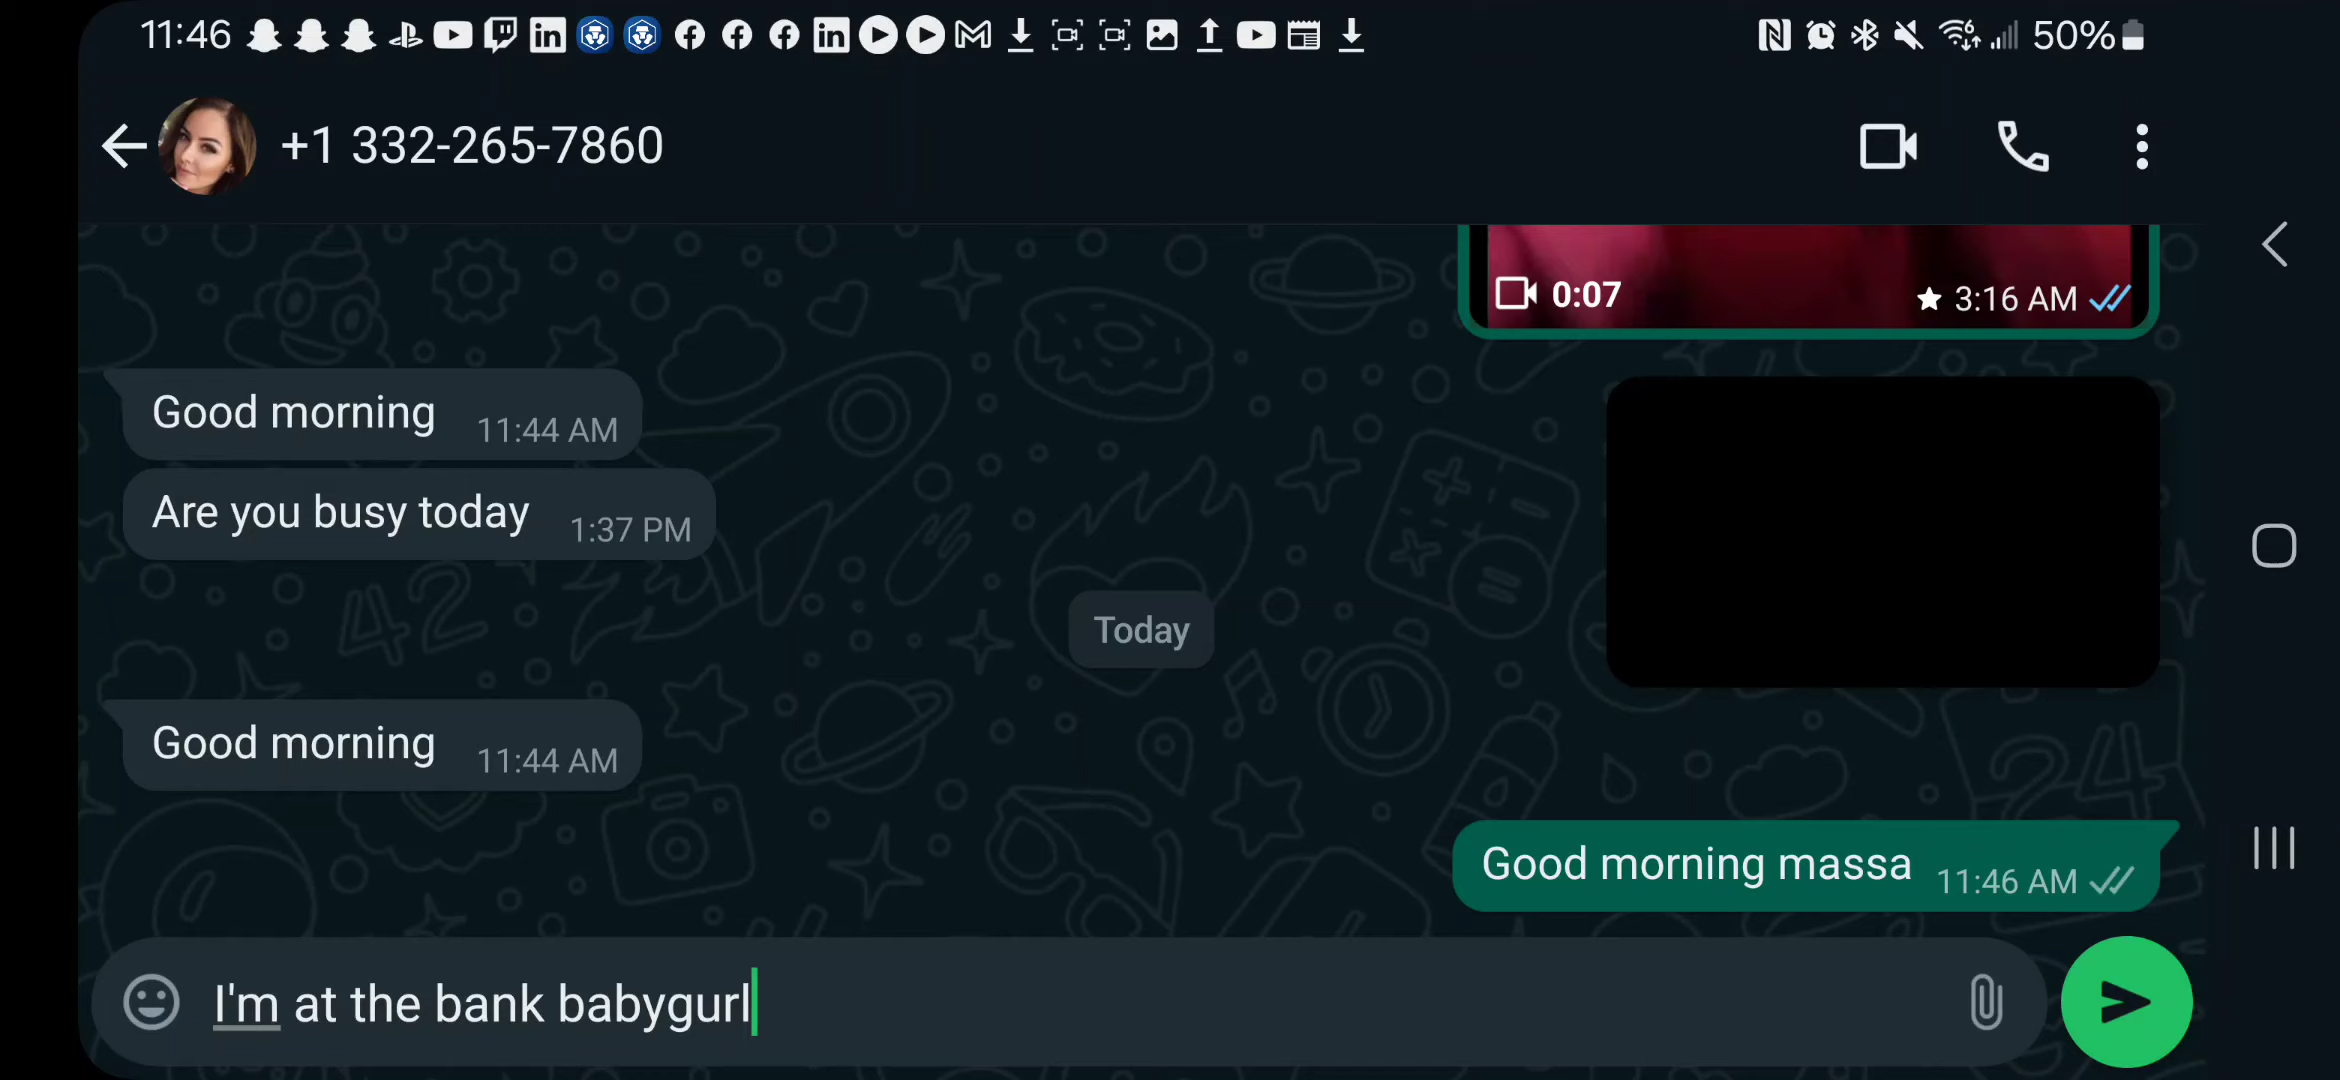 11:46
50%
+1 332-265-7860
0:07
3:16 AM
Good morning 11:44 AM
Are you busy today 1:37 PM
Today
Good morning 11:44 AM
Good morning massa 11:46 AM
I'm at the bank babygurl